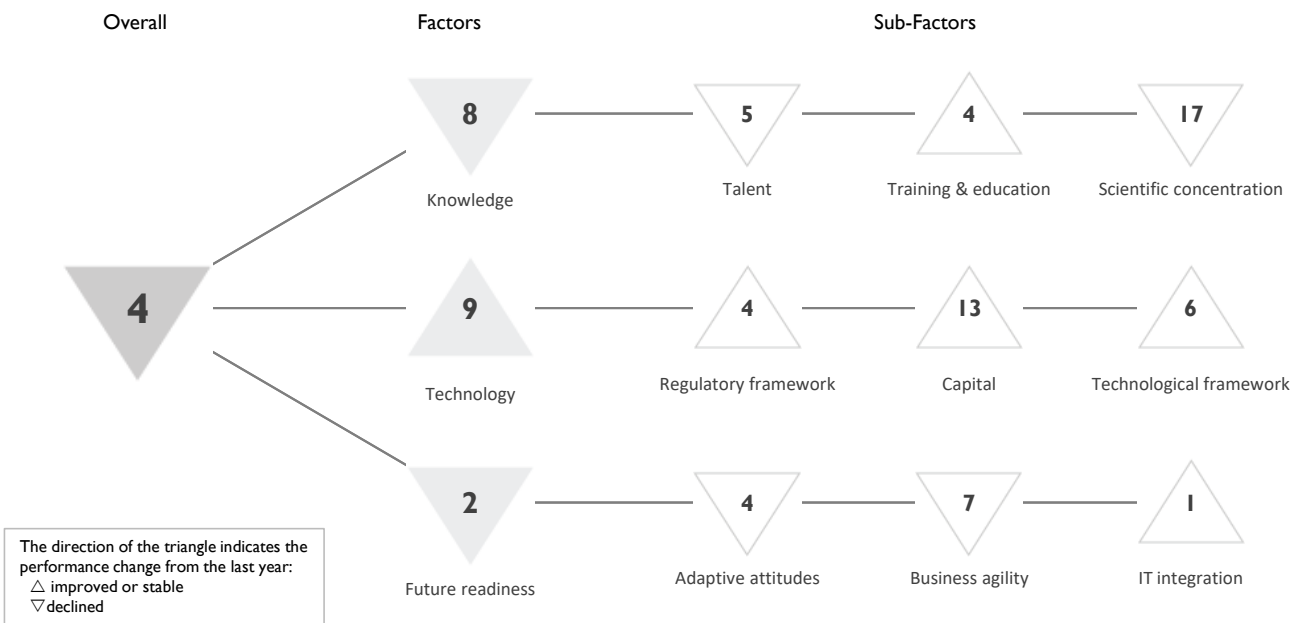 Overall
Factors
Sub-Factors
8
5
4
17
Knowledge
Talent
Training & education
Scientific concentration
4
9
4
13
6
Technology
Regulatory framework
Capital
Technological framework
2
4
7
1
Future readiness
Adaptive attitudes
Business agility
IT integration
The direction of the triangle indicates the
performance change from the last year:
△ improved or stable
▽ declined